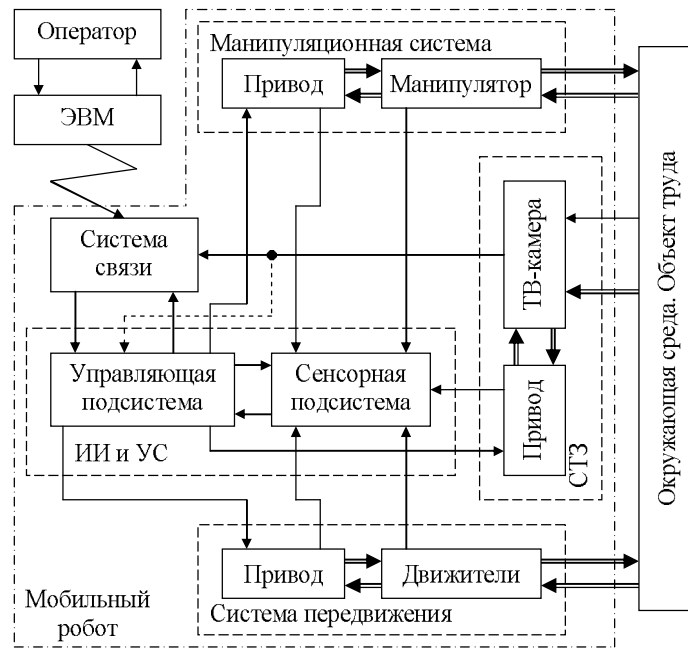 Оператор
ЭВМ
Манипуляционная система
Привод
Манипулятор
Система
связи
ТВ-камера
Окружающая среда. Объект труда
Управляющая
подсистема
Сенсорная
подсистема
Привод
ИИ и УС
СТЗ
Привод
Движители
Система передвижения
Мобильный
робот